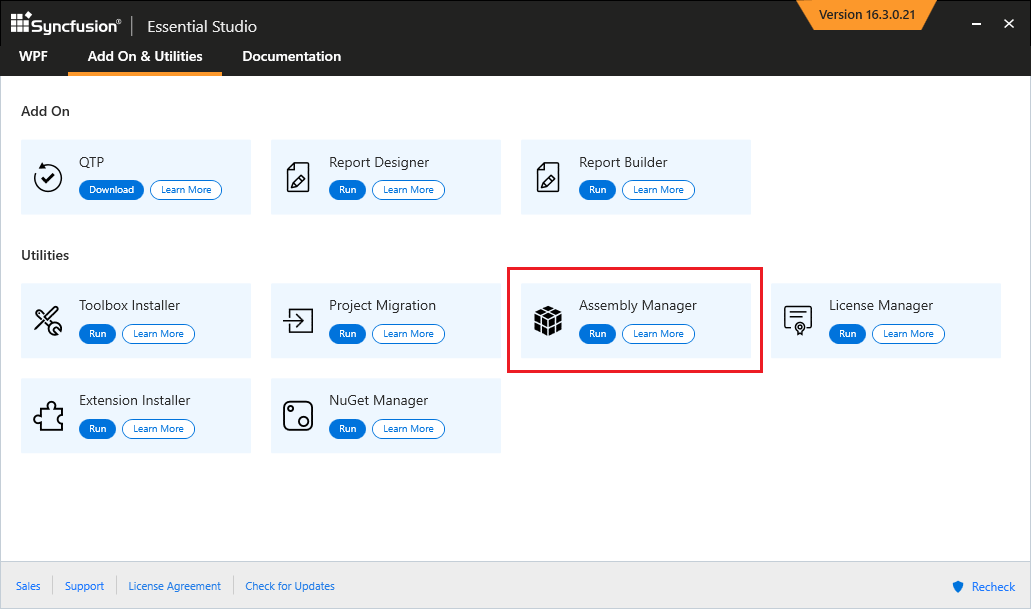 Syncfusion® | Essential Studio
Version 16.3.0.21
WPF Add On & Utilities Documentation
Add On
QTP
Download Learn More
Report Designer
Run Learn More
Report Builder
Run Learn More
Utilities
Toolbox Installer
Run Learn More
Project Migration
Run Learn More
Assembly Manager
Run Learn More
License Manager
Run Learn More
Extension Installer
Run Learn More
NuGet Manager
Run Learn More
Sales Support License Agreement Check for Updates Recheck